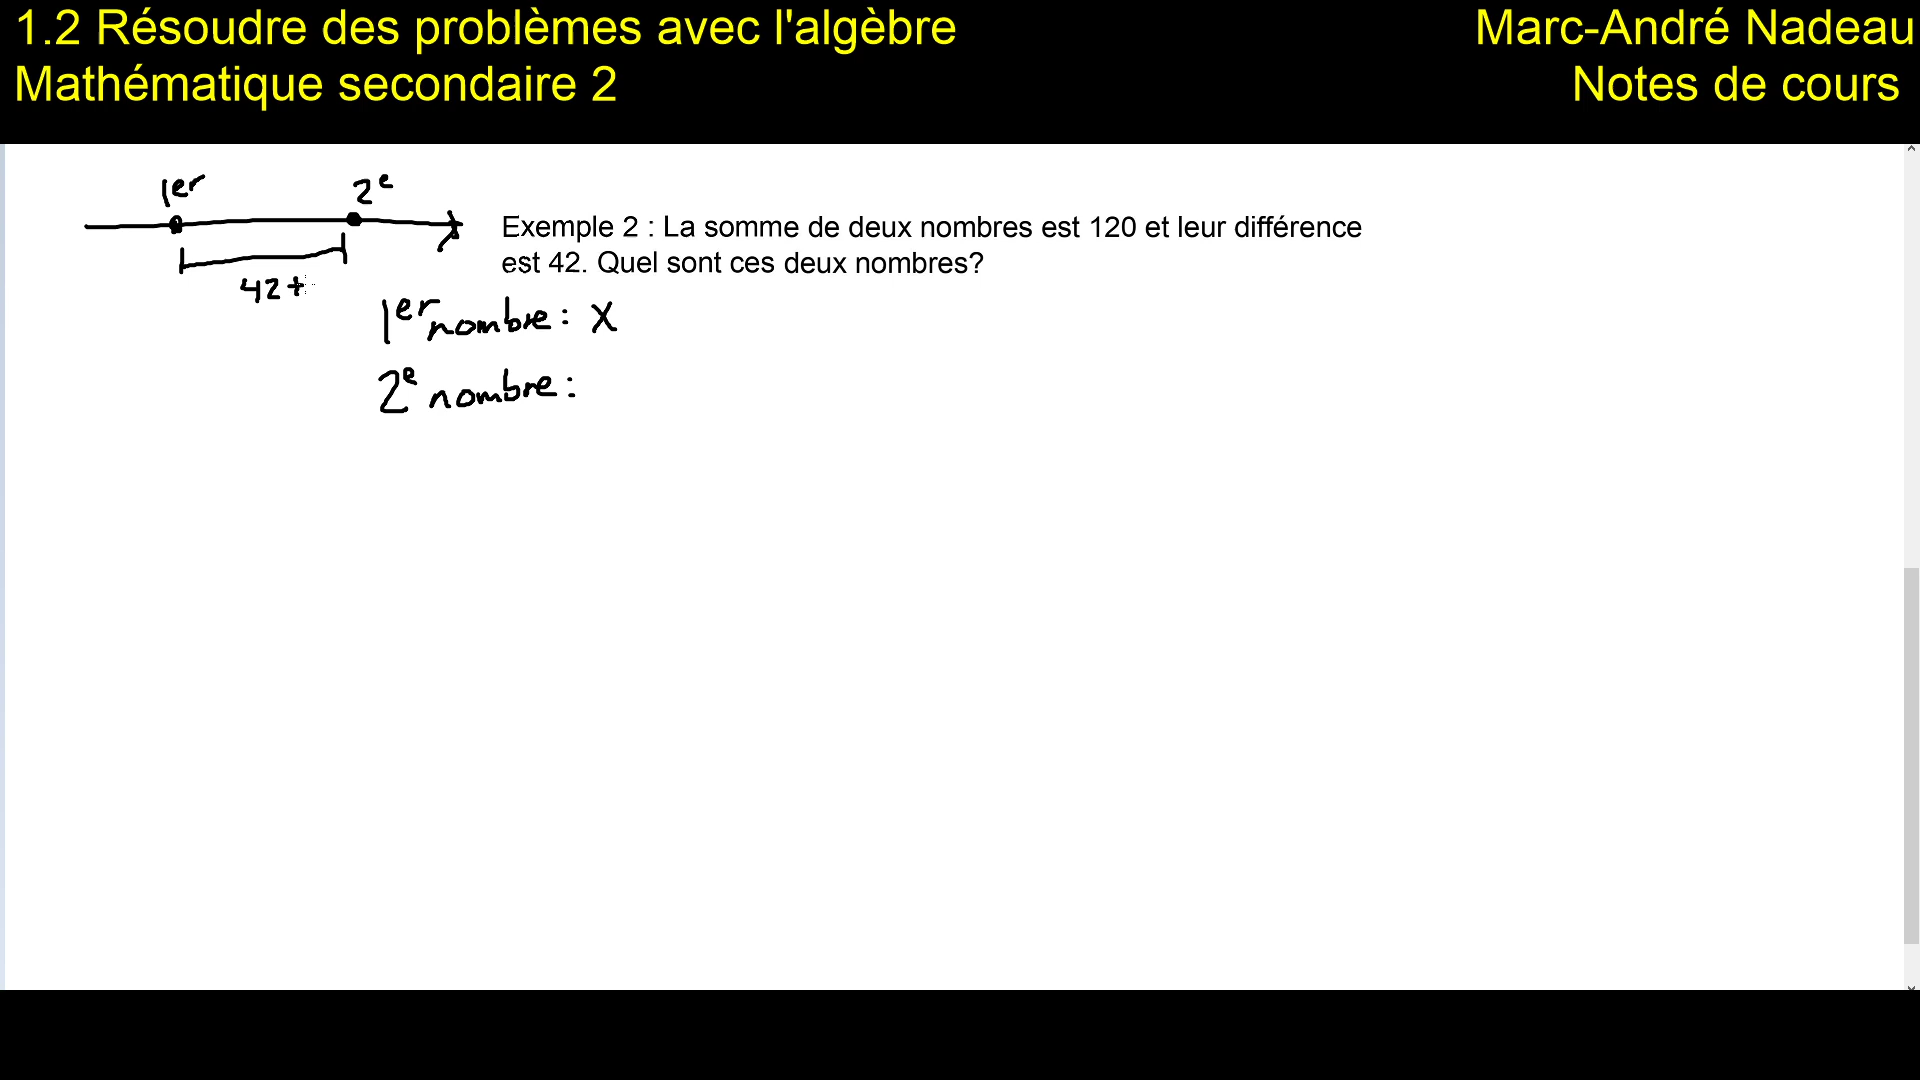 1.2 Résoudre des problèmes avec l'algèbre
Mathématique secondaire 2
Marc-André Nadeau
Notes de cours
1er
2e
42+
Exemple 2 : La somme de deux nombres est 120 et leur différence
est 42. Quel sont ces deux nombres?
1er nombre : x
2e nombre :